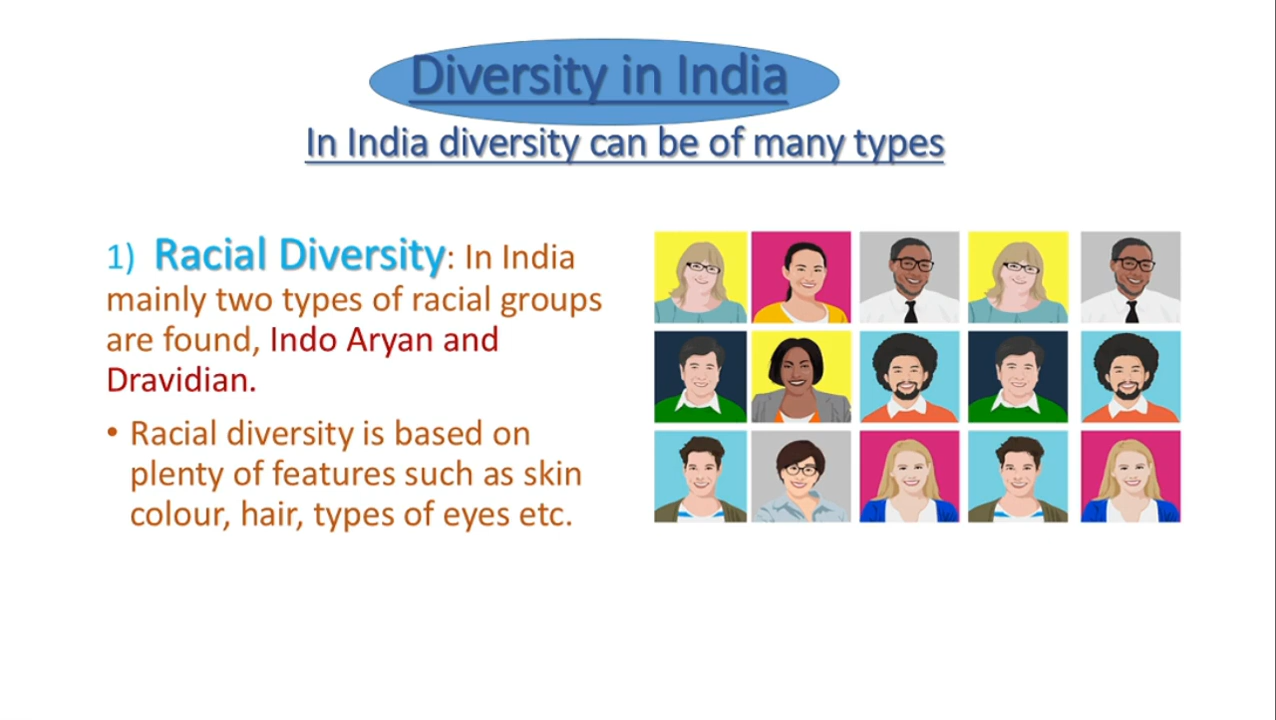 Diversity in India
In India diversity can be of many types
1) Racial Diversity: In India
mainly two types of racial groups
are found, Indo Aryan and
Dravidian.
• Racial diversity is based on
plenty of features such as skin
colour, hair, types of eyes etc.